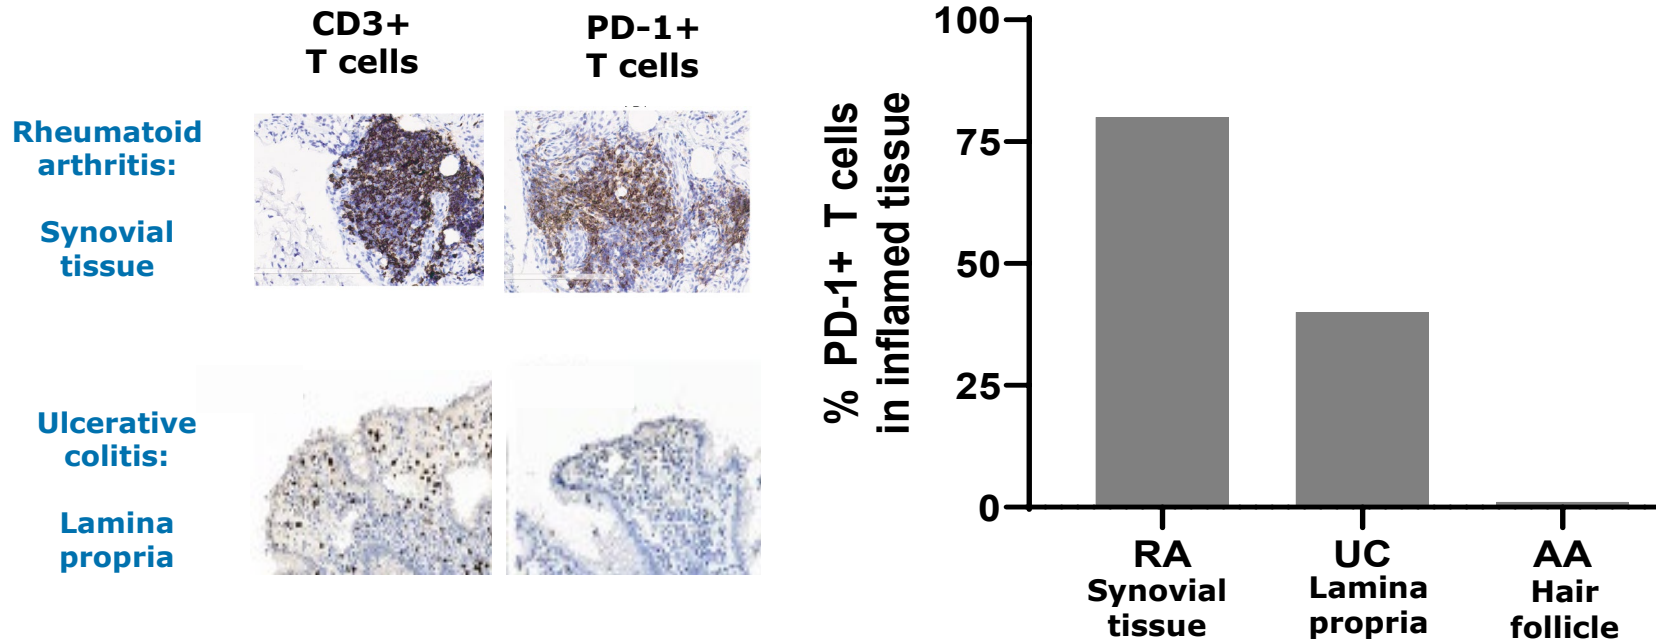 CD3+
T cells
PD-1+
T cells
Rheumatoid
arthritis:
Synovial
tissue
Ulcerative
colitis:
Lamina
propria
% PD-1+ T cells
in inflamed tissue
100
75
50
25
0
RA
Synovial
tissue
UC
Lamina
propria
AA
Hair
follicle